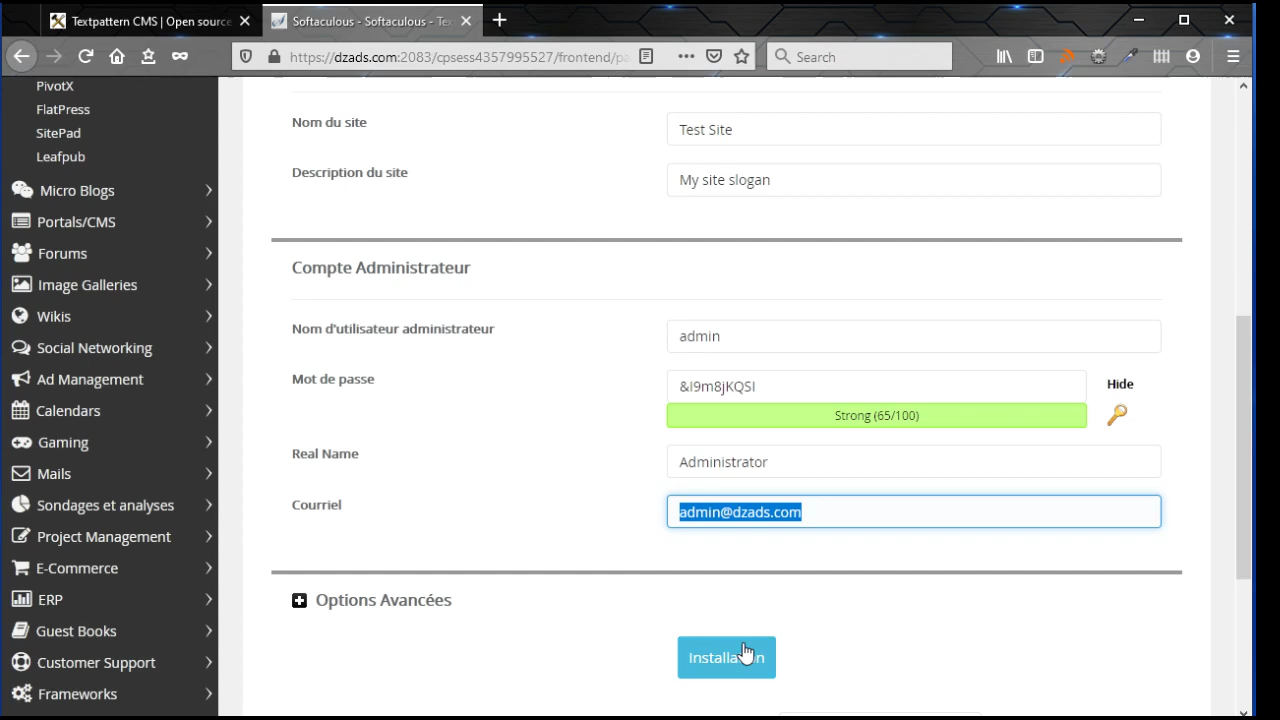 Textpattern CMS | Open source
Softaculous - Softaculous - Tex
https://dzads.com:2083/cpsess4357995527/frontend/pa
Search
PivotX
FlatPress
SitePad
Leafpub
Micro Blogs
Portals/CMS
Forums
Image Galleries
Wikis
Social Networking
Ad Management
Calendars
Gaming
Mails
Sondages et analyses
Project Management
E-Commerce
ERP
Guest Books
Customer Support
Frameworks
Nom du site
Test Site
Description du site
My site slogan
Compte Administrateur
Nom d'utilisateur administrateur
admin
Mot de passe
&I9m8jKQSI
Hide
Strong (65/100)
Real Name
Administrator
Courriel
admin@dzads.com
Options Avancées
Installation